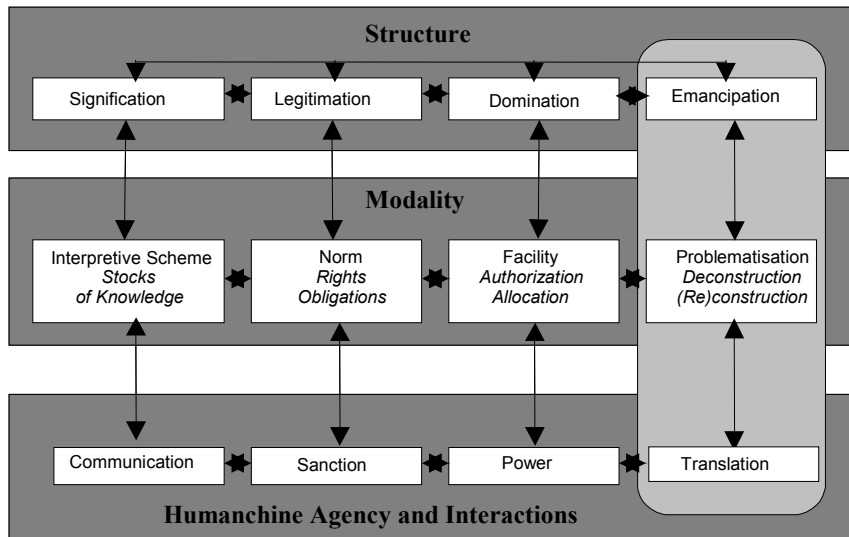 Structure
Signification
Legitimation
Domination
Emancipation
Modality
Interpretive Scheme
Stocks
of Knowledge
Norm
Rights
Obligations
Facility
Authorization
Allocation
Problematisation
Deconstruction
(Re)construction
Communication
Sanction
Power
Translation
Humanchine Agency and Interactions